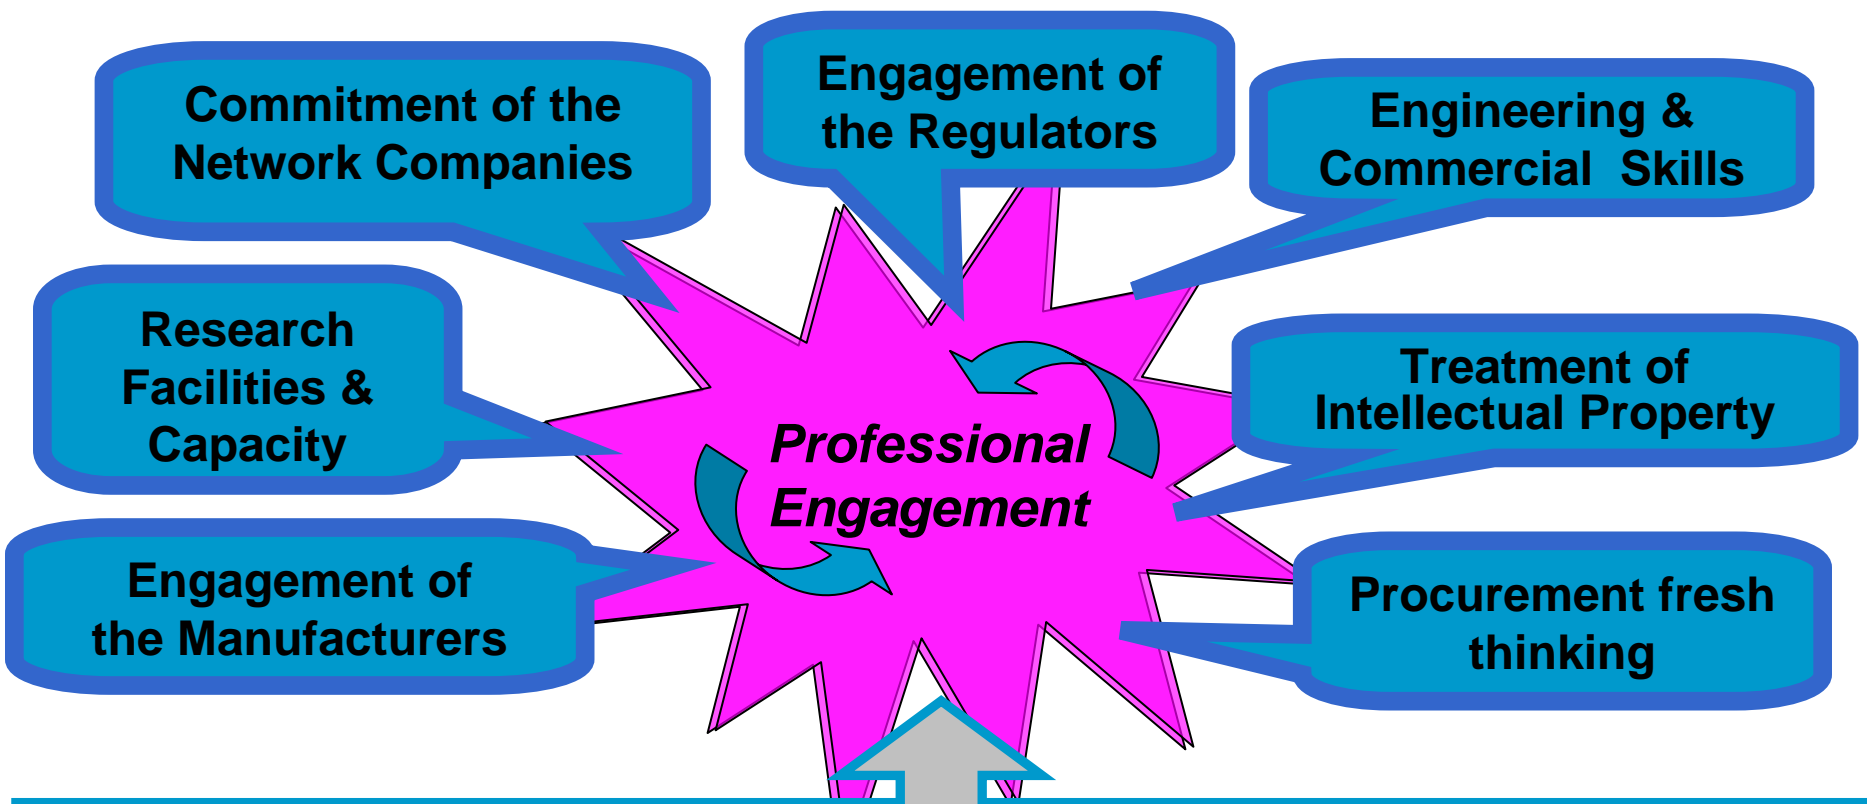 Commitment of the
Network Companies
Engagement of
the Regulators
Engineering &
Commercial  Skills
Research
Facilities &
Capacity
Treatment of
Intellectual Property
Professional
Engagement
Engagement of
the Manufacturers
Procurement fresh
thinking